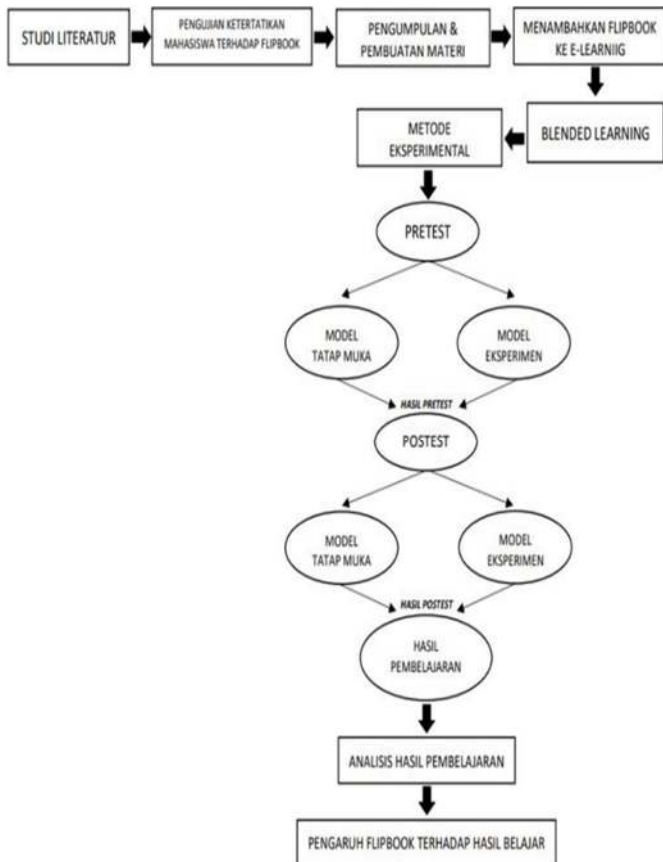 STUDI LITERATUR
PENGUJIAN KETERTATIKAN
MAHASISWA TERHADAP FLIPBOOK
PENGUMPULAN &
PEMBUATAN MATERI
MENAMBAHKAN FLIPBOOK
KE E-LEARNIIG
BLENDED LEARNING
METODE
EKSPERIMENTAL
PRETEST
MODEL
TATAP MUKA
MODEL
EKSPERIMEN
HASIL PRETEST
POSTEST
MODEL
TATAP MUKA
MODEL
EKSPERIMEN
HASIL POSTEST
HASIL
PEMBELAJARAN
ANALISIS HASIL PEMBELAJARAN
PENGARUH FLIPBOOK TERHADAP HASIL BELAJAR